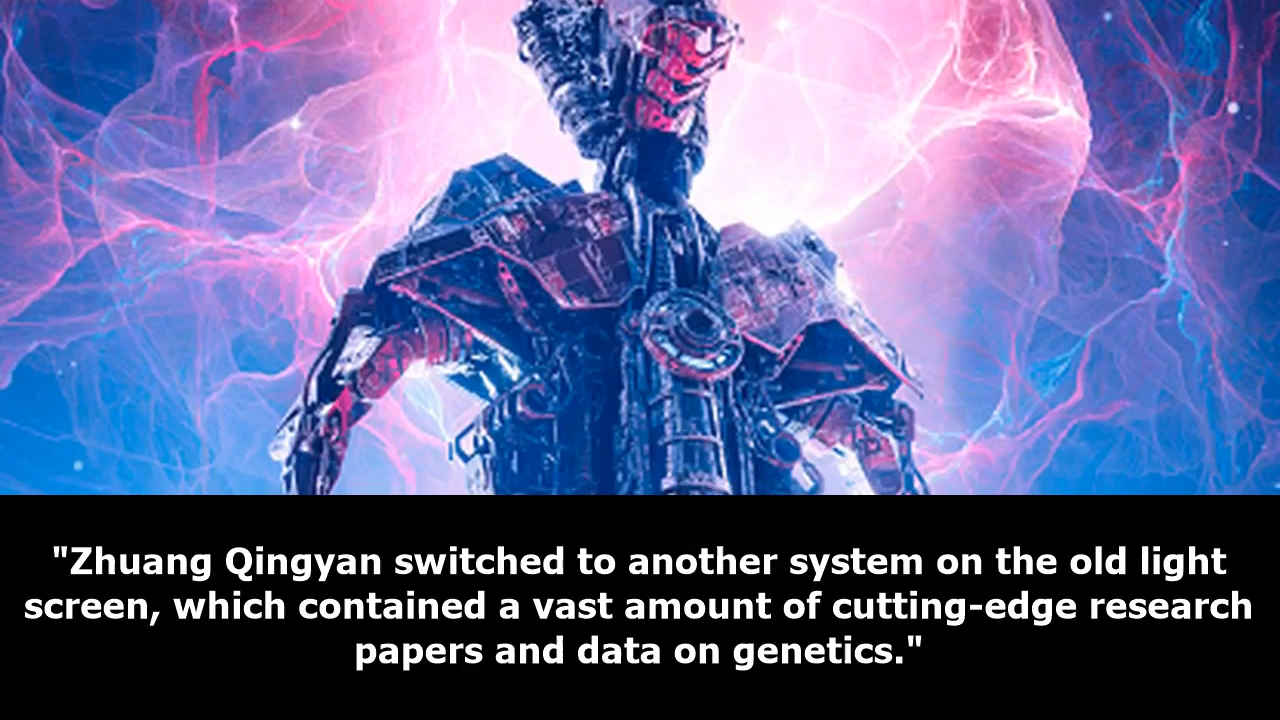 "Zhuang Qingyan switched to another system on the old light
screen, which contained a vast amount of cutting-edge research
papers and data on genetics."